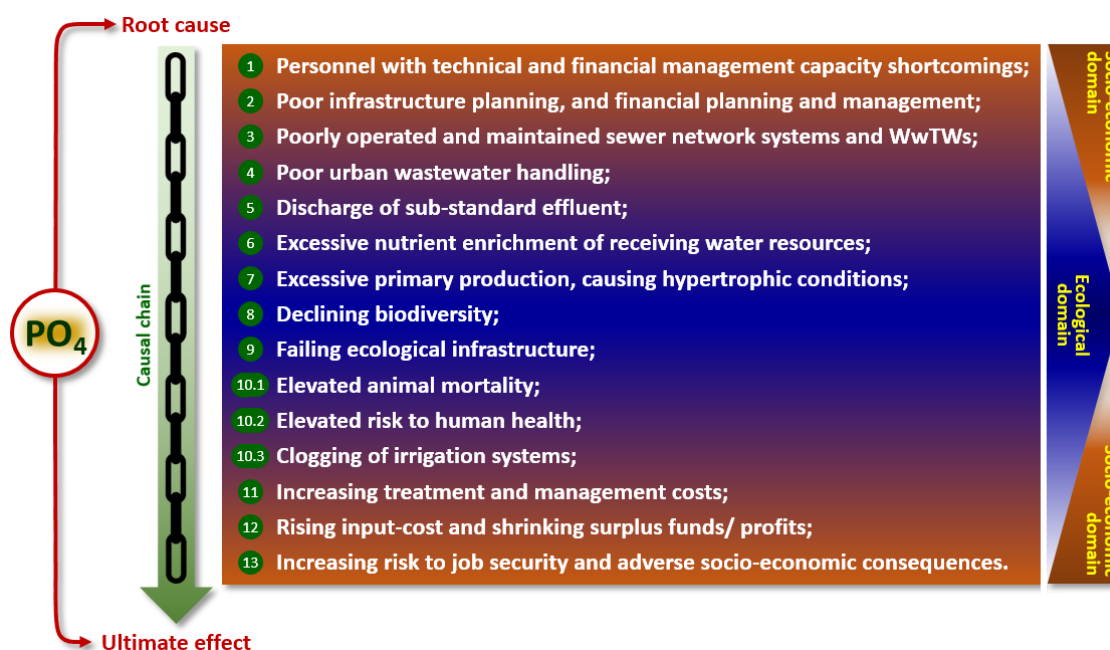 Root cause
1 Personnel with technical and financial management capacity shortcomings;
2 Poor infrastructure planning, and financial planning and management;
3 Poorly operated and maintained sewer network systems and WwTWs;
4 Poor urban wastewater handling;
5 Discharge of sub-standard effluent;
6 Excessive nutrient enrichment of receiving water resources;
7 Excessive primary production, causing hypertrophic conditions;
8 Declining biodiversity;
9 Failing ecological infrastructure;
10.1 Elevated animal mortality;
10.2 Elevated risk to human health;
10.3 Clogging of irrigation systems;
11 Increasing treatment and management costs;
12 Rising input-cost and shrinking surplus funds/ profits;
13 Increasing risk to job security and adverse socio-economic consequences.
Causal chain
PO4
Ultimate effect
domain
Ecological
domain
domain